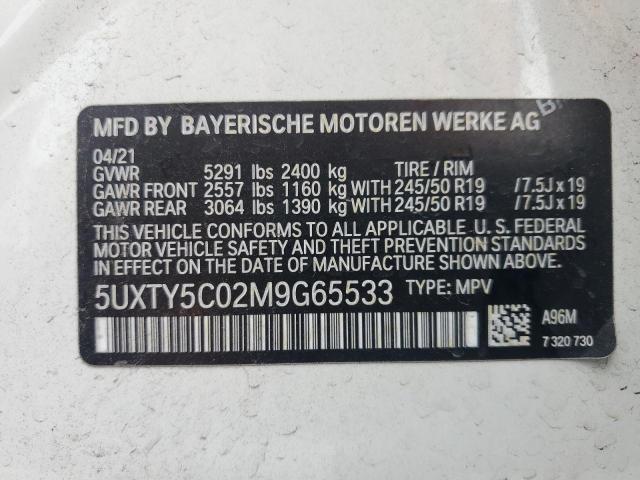 MFD BY BAYERISCHE MOTOREN WERKE AG
04/21
GVWR 5291 lbs 2400 kg TIRE / RIM
GAWR FRONT 2557 lbs 1160 kg WITH 245/50 R19 /7.5J x 19
GAWR REAR 3064 lbs 1390 kg WITH 245/50 R19 /7.5J x 19
THIS VEHICLE CONFORMS TO ALL APPLICABLE U. S. FEDERAL
MOTOR VEHICLE SAFETY AND THEFT PREVENTION STANDARDS
IN EFFECT ON THE DATE OF MANUFACTURE SHOWN ABOVE.
5UXTY5C02M9G65533 TYPE: MPV
A96M
7 320 730